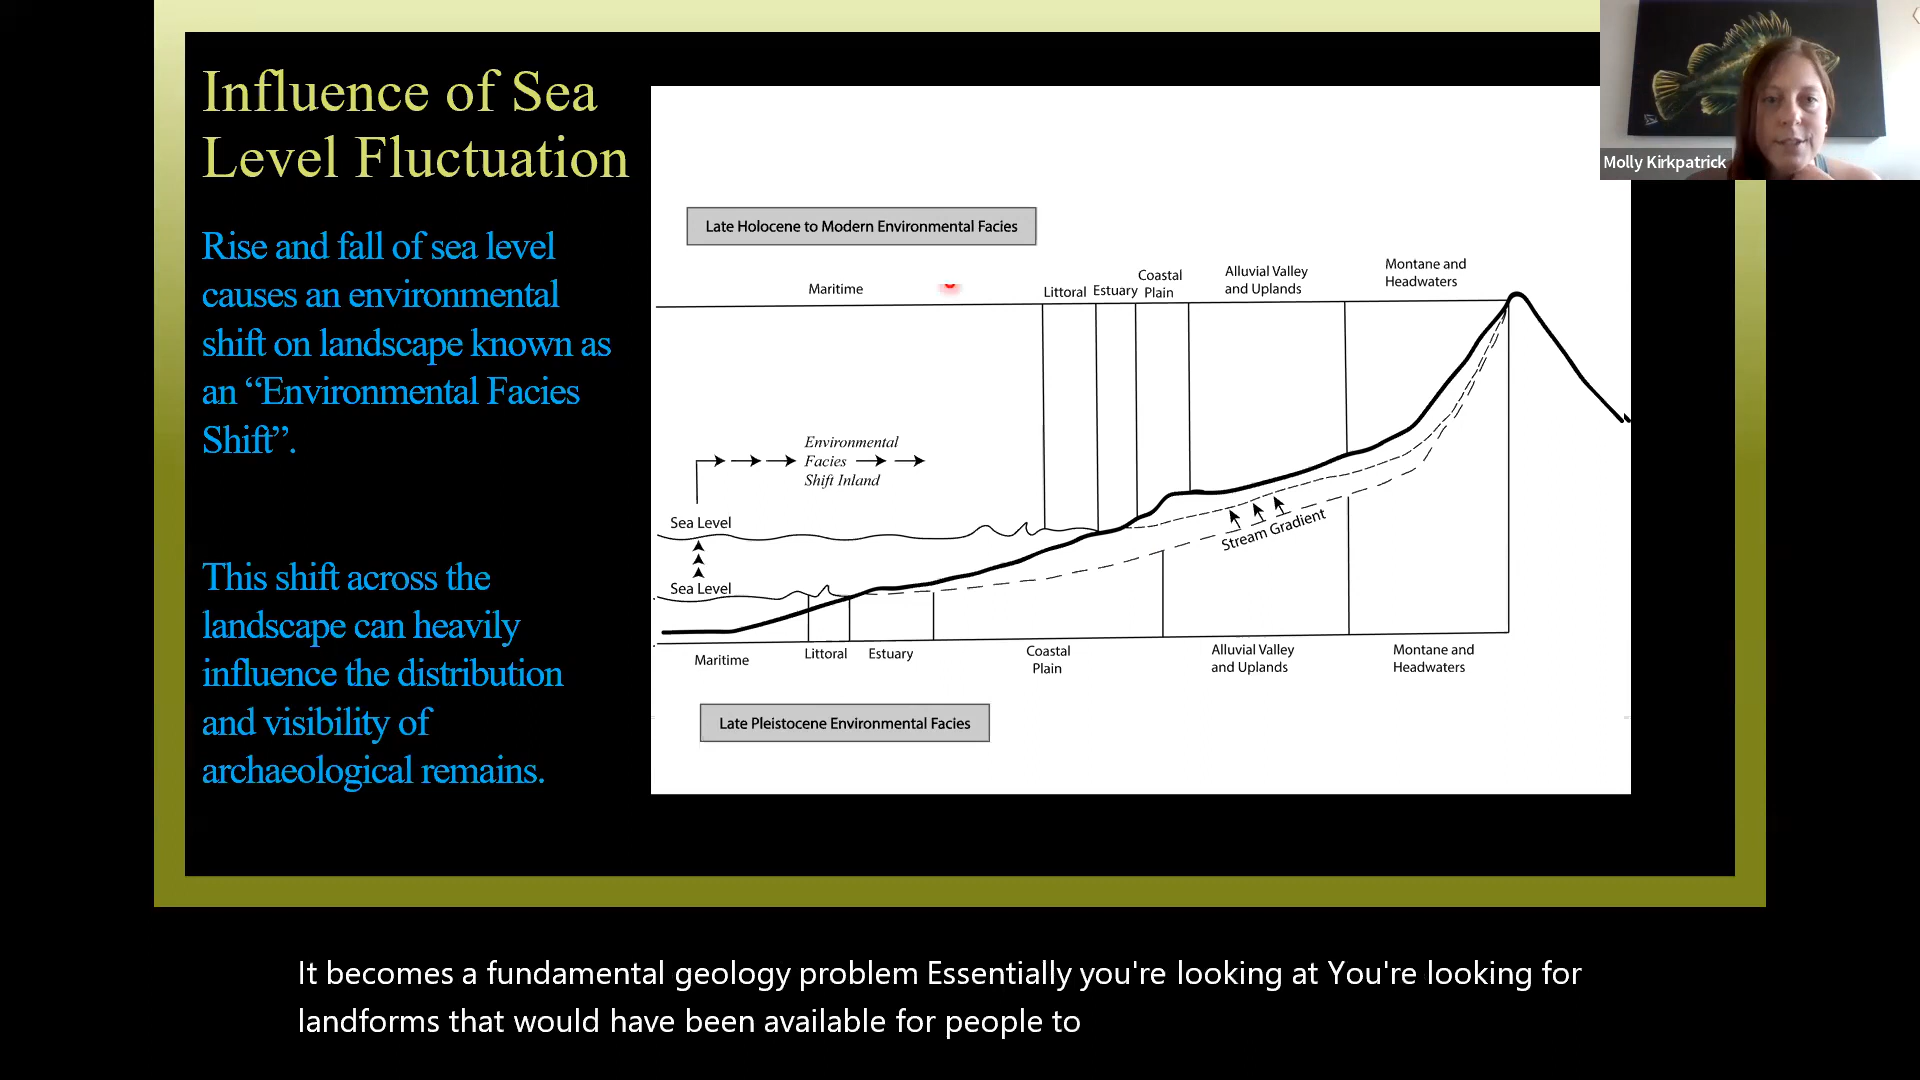 Influence of Sea
Level Fluctuation
Rise and fall of sea level
causes an environmental
shift on landscape known as
an “Environmental Facies
Shift”.
This shift across the
landscape can heavily
influence the distribution
and visibility of
archaeological remains.
Late Holocene to Modern Environmental Facies
Maritime
Littoral
Estuary
Coastal
Plain
Alluvial Valley
and Uplands
Montane and
Headwaters
Environmental
Facies
Shift Inland
Sea Level
Sea Level
Stream Gradient
Maritime
Littoral
Estuary
Coastal
Plain
Alluvial Valley
and Uplands
Montane and
Headwaters
Late Pleistocene Environmental Facies
Molly Kirkpatrick
It becomes a fundamental geology problem Essentially you're looking at You're looking for
landforms that would have been available for people to